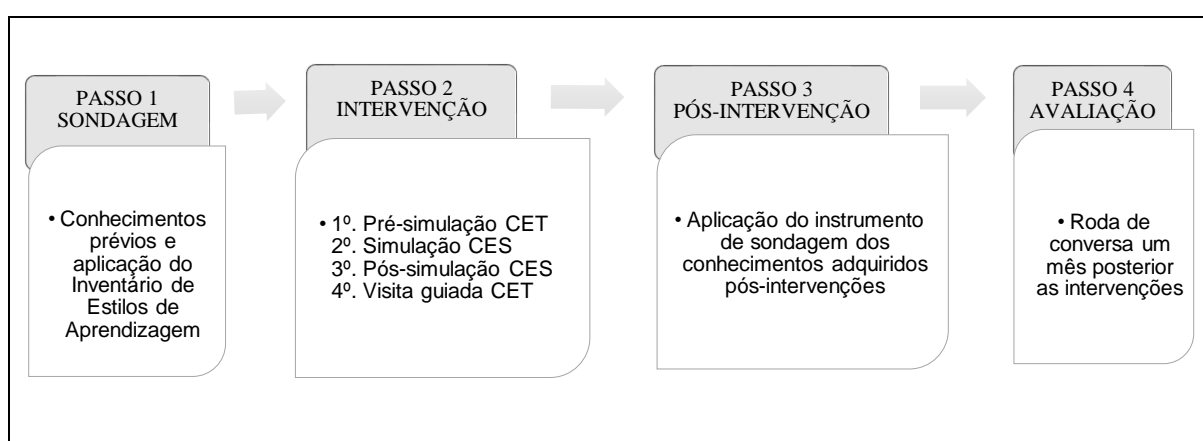 PASSO 1
SONDAGEM
• Conhecimentos
prévios e
aplicação do
Inventário de
Estilos de
Aprendizagem
PASSO 2
INTERVENÇÃO
• 1º. Pré-simulação CET
2º. Simulação CES
3º. Pós-simulação CES
4º. Visita guiada CET
PASSO 3
PÓS-INTERVENÇÃO
• Aplicação do instrumento
de sondagem dos
conhecimentos adquiridos
pós-intervenções
PASSO 4
AVALIAÇÃO
• Roda de
conversa um
mês posterior
as intervenções